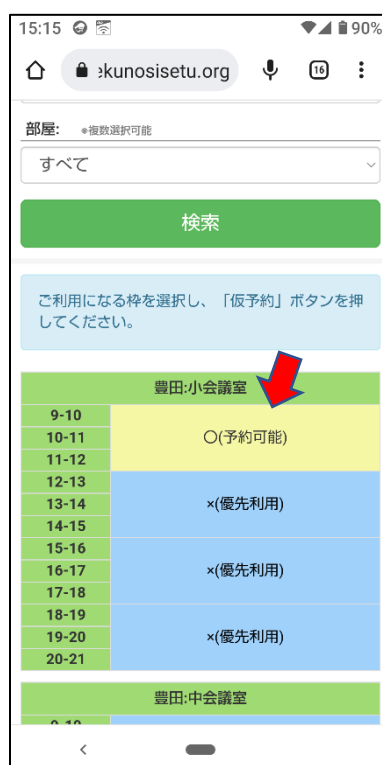 15:15 90%
ekunosisetu.org 16
部屋: *複数選択可能
すべて
検索
ご利用になる枠を選択し、「仮予約」ボタンを押
してください。
豊田:小会議室
9-10
10-11 〇(予約可能)
11-12
12-13
13-14 ×(優先利用)
14-15
15-16
16-17 ×(優先利用)
17-18
18-19
19-20 ×(優先利用)
20-21
豊田:中会議室
9-10